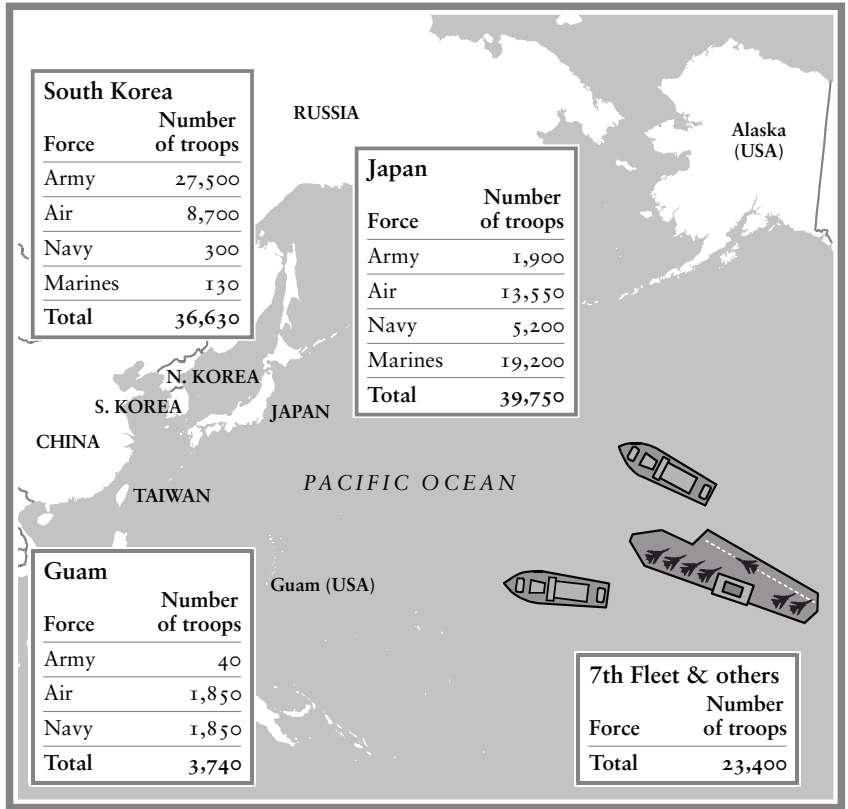 South Korea
Force Number of troops
Army 27,500
Air 8,700
Navy 300
Marines 130
Total 36,630
RUSSIA
Alaska
(USA)
Japan
Force Number of troops
Army 1,900
Air 13,550
Navy 5,200
Marines 19,200
Total 39,750
N. KOREA
S. KOREA
JAPAN
CHINA
TAIWAN
PACIFIC OCEAN
Guam (USA)
Guam
Force Number of troops
Army 40
Air 1,850
Navy 1,850
Total 3,740
7th Fleet & others
Force Number of troops
Total 23,400